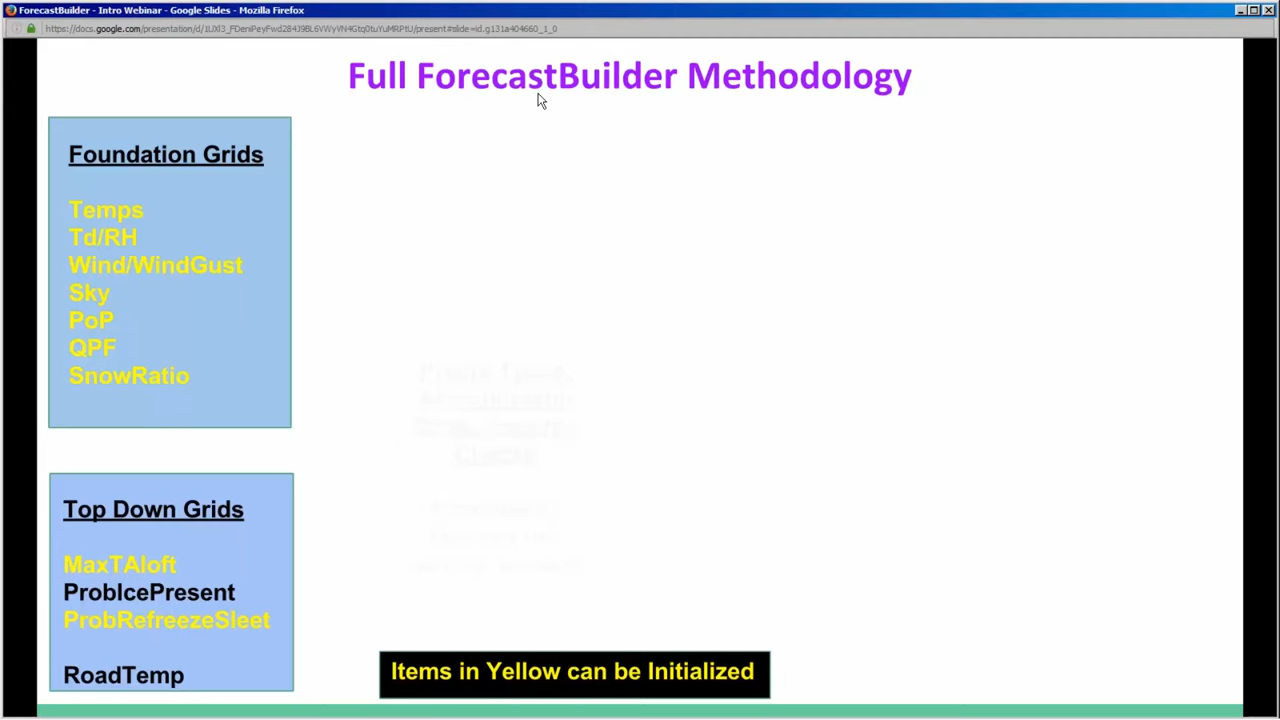 ForecastBuilder - Intro Webinar - Google Slides - Mozilla Firefox
Full ForecastBuilder Methodology
Foundation Grids
Temps
Td/RH
Wind/WindGust
Sky
PoP
QPF
SnowRatio
Top Down Grids
MaxTAloft
ProbIcePresent
ProbRefreezeSleet
RoadTemp
Items in Yellow can be Initialized